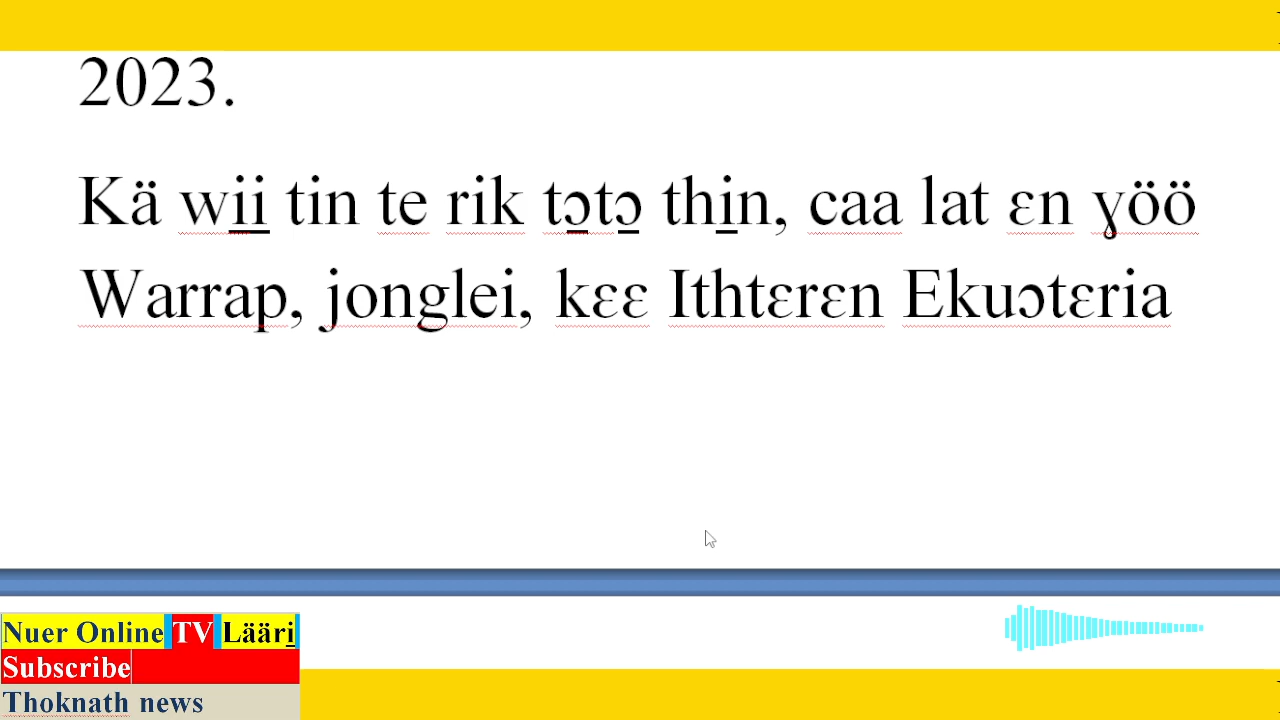 2023.
Kä wi̱i̱ tin te rik tɔ̱tɔ̱ thi̱n, caa lat ɛn ɣöö
Warrap, jonglei, kɛɛ Ithtɛrɛn Ekuɔtɛria
Nuer Online TV Lääri̱
Subscribe
Thoknath news